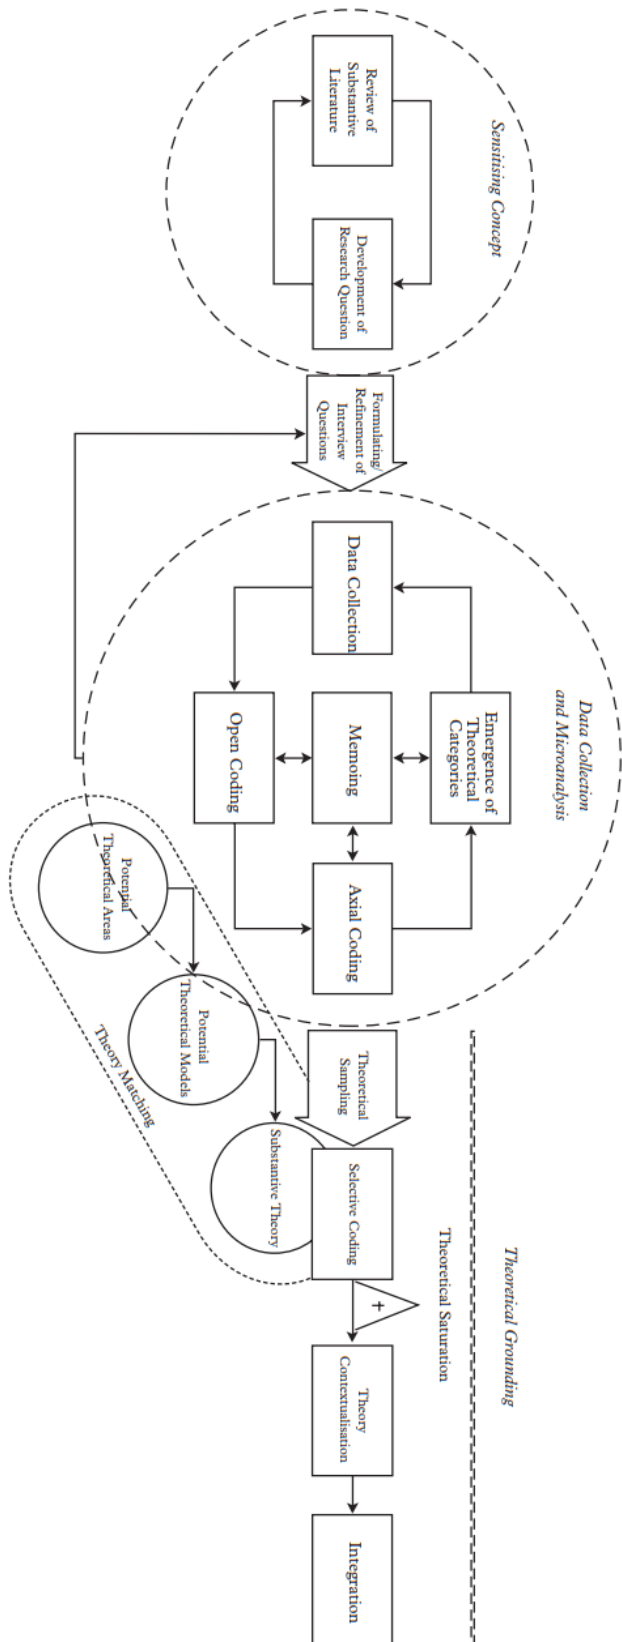 Sensitising Concept
Review of
Substantive
Literature
Development of
Research Question
Formulating/
Refinement of
Interview
Questions
Data Collection
and Microanalysis
Emergence of
Theoretical
Categories
Data Collection
Memoing
Axial Coding
Open Coding
Potential
Theoretical Areas
Potential
Theoretical Models
Substantive Theory
Theory Matching
Theoretical
Sampling
Selective Coding
Theoretical Grounding
Theoretical Saturation
+
Theory
Contextualisation
Integration